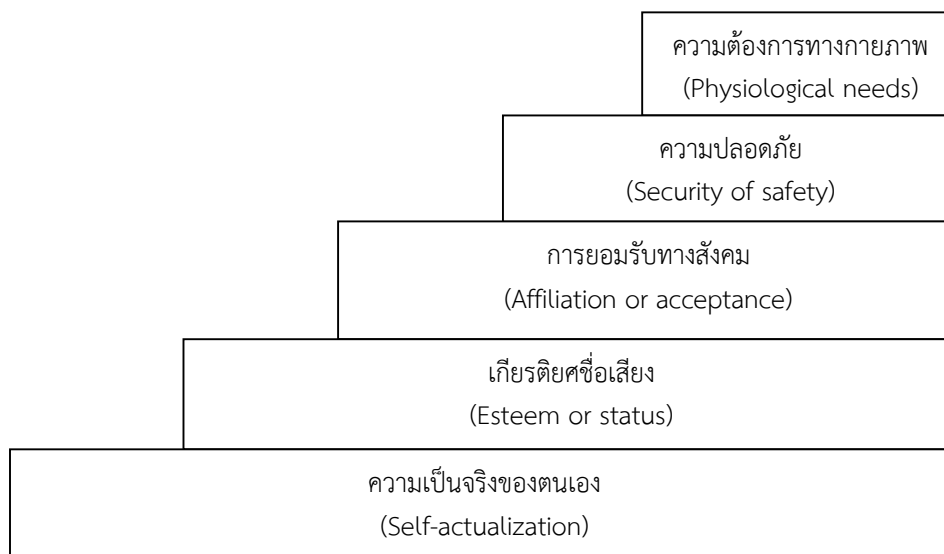 ความต้องการทางกายภาพ
(Physiological needs)
ความปลอดภัย
(Security of safety)
การยอมรับทางสังคม
(Affiliation or acceptance)
เกียรติยศชื่อเสียง
(Esteem or status)
ความเป็นจริงของตนเอง
(Self-actualization)